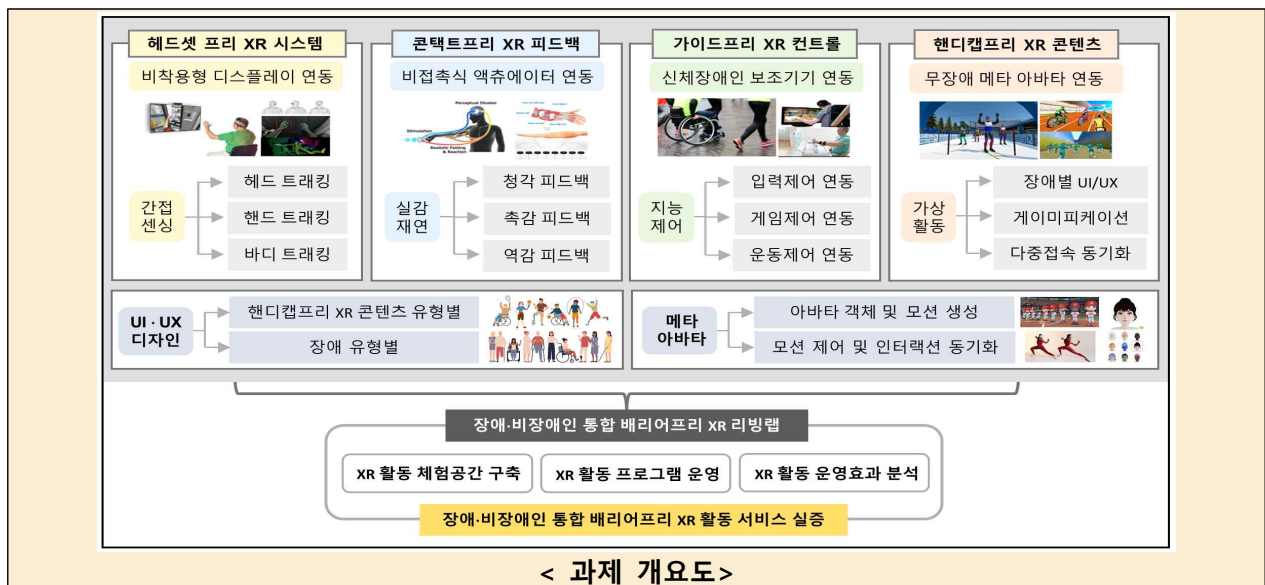 헤드셋 프리 XR 시스템
비착용형 디스플레이 연동
간접
센싱
헤드 트래킹
핸드 트래킹
바디 트래킹
콘택트프리 XR 피드백
비접촉식 액츄에이터 연동
Perceptual Illusion
Stimulation
Realistic Feeling
& Reaction
실감
재연
청각 피드백
촉감 피드백
역감 피드백
가이드프리 XR 컨트롤
신체장애인 보조기기 연동
지능
제어
입력제어 연동
게임제어 연동
운동제어 연동
핸디캡프리 XR 콘텐츠
무장애 메타 아바타 연동
가상
활동
장애별 UI/UX
게이미피케이션
다중접속 동기화
UI · UX
디자인
핸디캡프리 XR 콘텐츠 유형별
장애 유형별
메타
아바타
아바타 객체 및 모션 생성
모션 제어 및 인터랙션 동기화
장애·비장애인 통합 배리어프리 XR 리빙랩
XR 활동 체험공간 구축
XR 활동 프로그램 운영
XR 활동 운영효과 분석
장애·비장애인 통합 배리어프리 XR 활동 서비스 실증
< 과제 개요도>